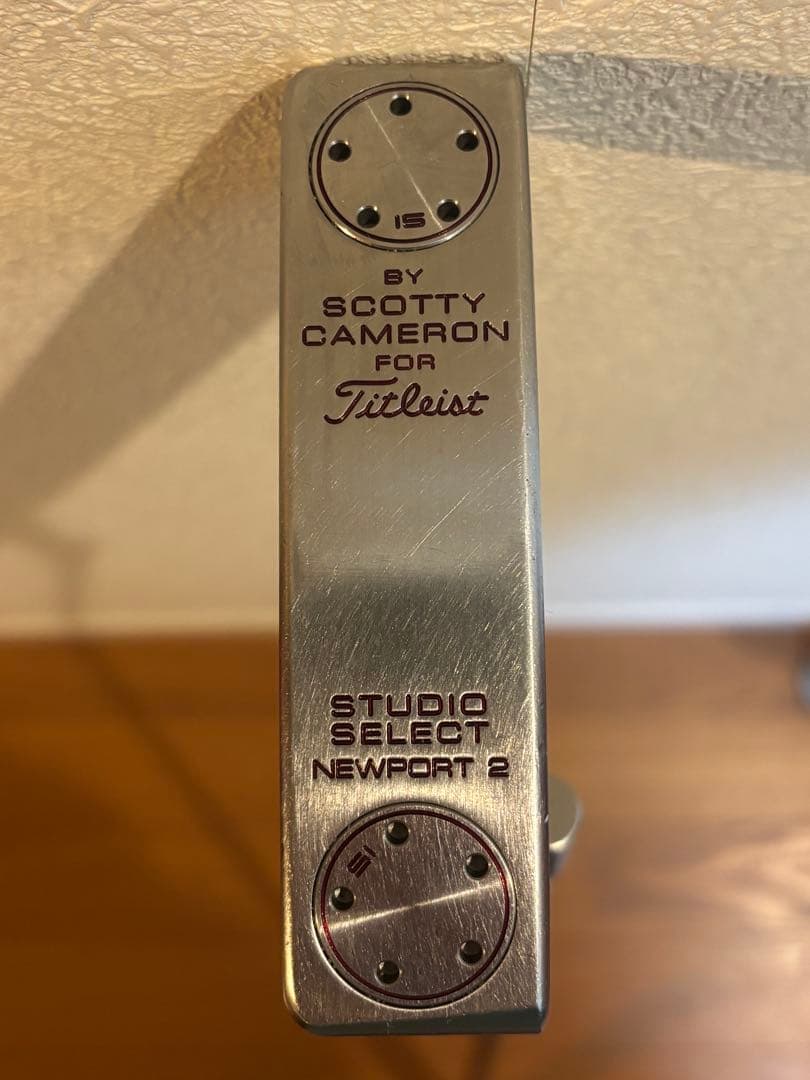 15
BY
SCOTTY
CAMERON
FOR
Titleist
STUDIO
SELECT
NEWPORT 2
15